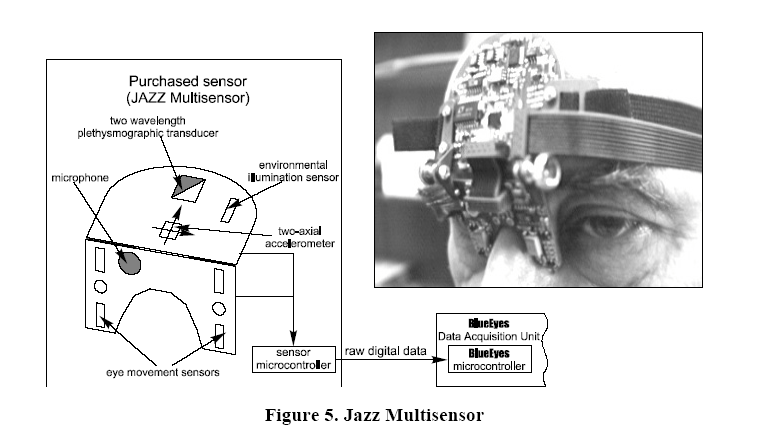 Purchased sensor
(JAZZ Multisensor)
two wavelength
plethysmographic transducer
environmental
illumination sensor
microphone
two-axial
accellerometer
eye movement sensors
sensor
microcontroller
raw digital data
BlueEyes
Data Acquisition Unit
BlueEyes
microcontroller
Figure 5. Jazz Multisensor